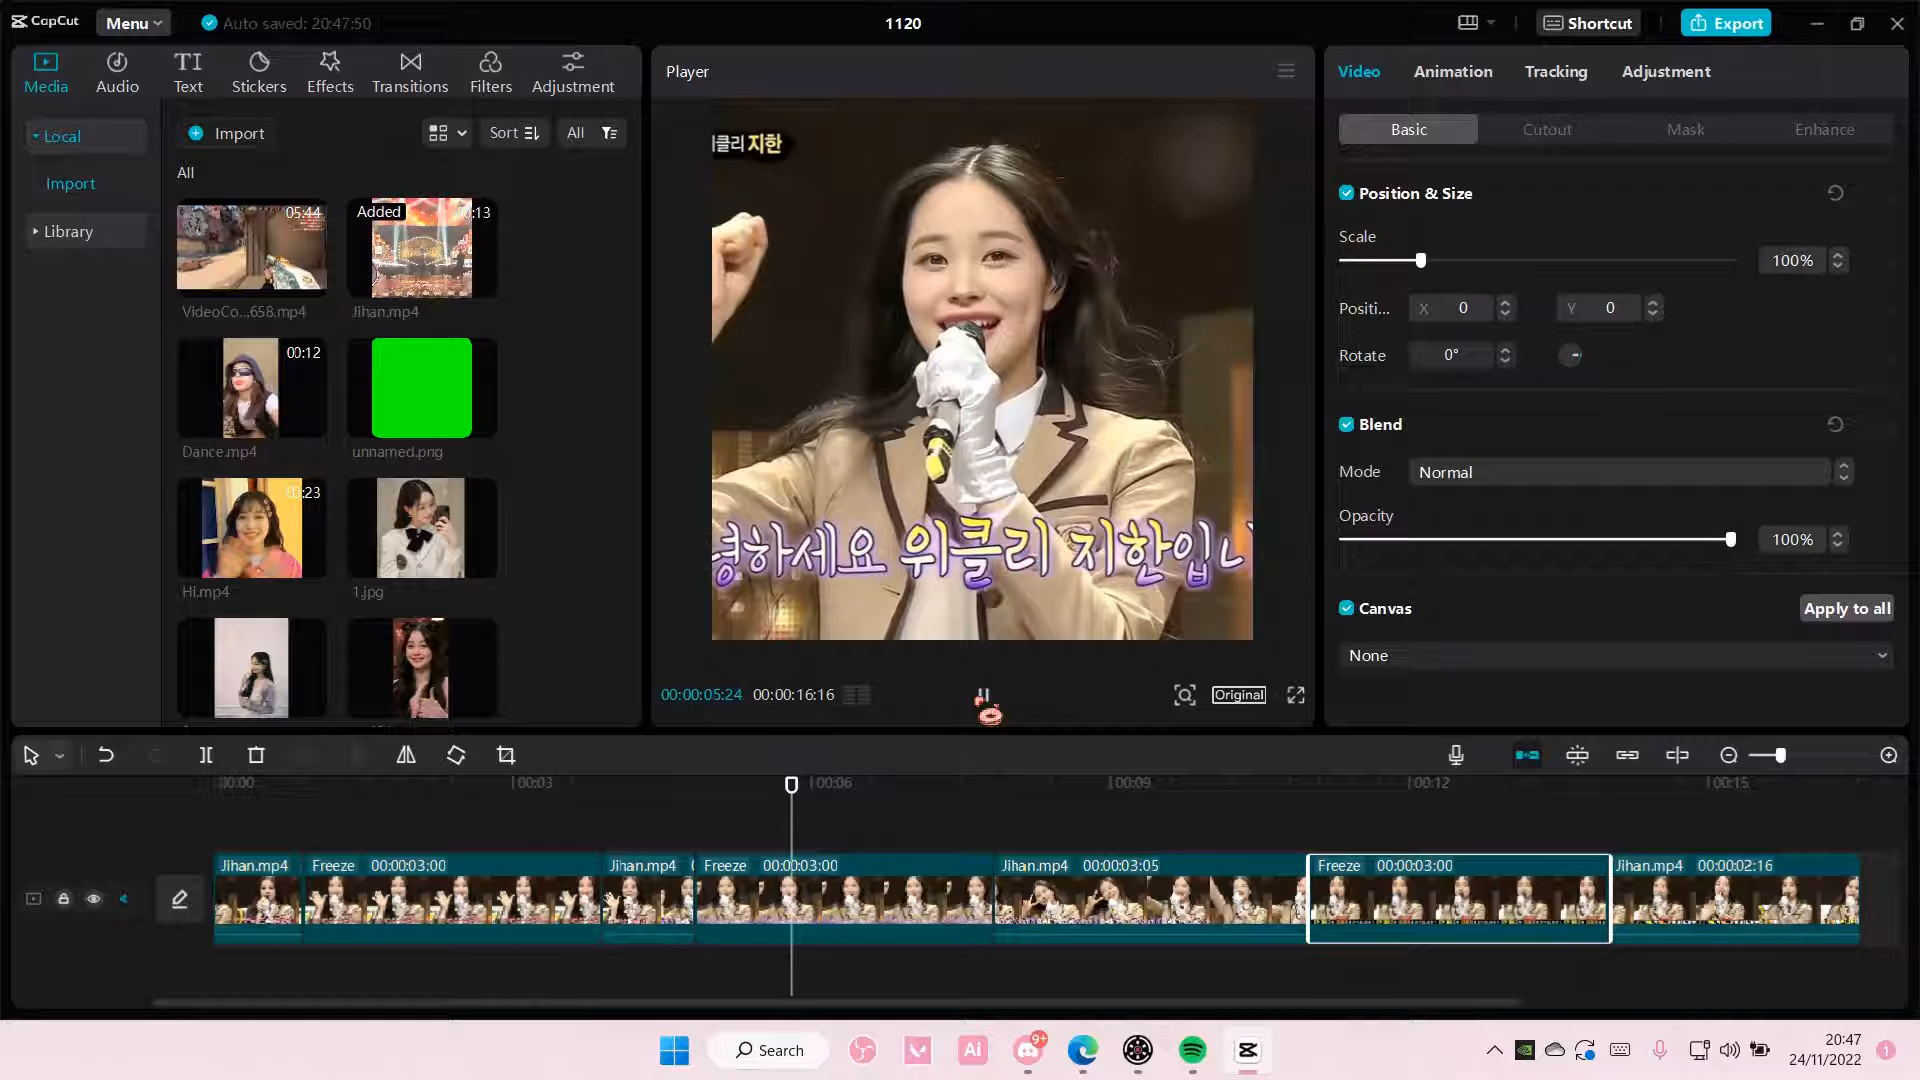 CapCut
Menu
Auto saved: 20:47:50
1120
Shortcut
Export
Media
Audio
TI
Text
Stickers
Effects
Transitions
Filters
Adjustment
Local
Import
Library
Import
Sort
All
All
05:44
VideoCo...658.mp4
Added
:13
Jihan.mp4
00:12
Dance.mp4
unnamed.png
00:23
Hi.mp4
1.jpg
Player
클리 지한
녕하세요 위클리 지한입니
00:00:05:24
00:00:16:16
Original
Video
Animation
Tracking
Adjustment
Basic
Cutout
Mask
Enhance
Position & Size
Scale
100%
Positi...
X 0
Y 0
Rotate
0°
Blend
Mode
Normal
Opacity
100%
Canvas
Apply to all
None
00:00
00:03
00:06
00:09
00:12
00:15
Jihan.mp4
Freeze 00:00:03:00
Jihan.mp4
Freeze 00:00:03:00
Jihan.mp4 00:00:03:05
Freeze 00:00:03:00
Jihan.mp4 00:00:02:16
Search
Ai
9+
20:47
24/11/2022
1